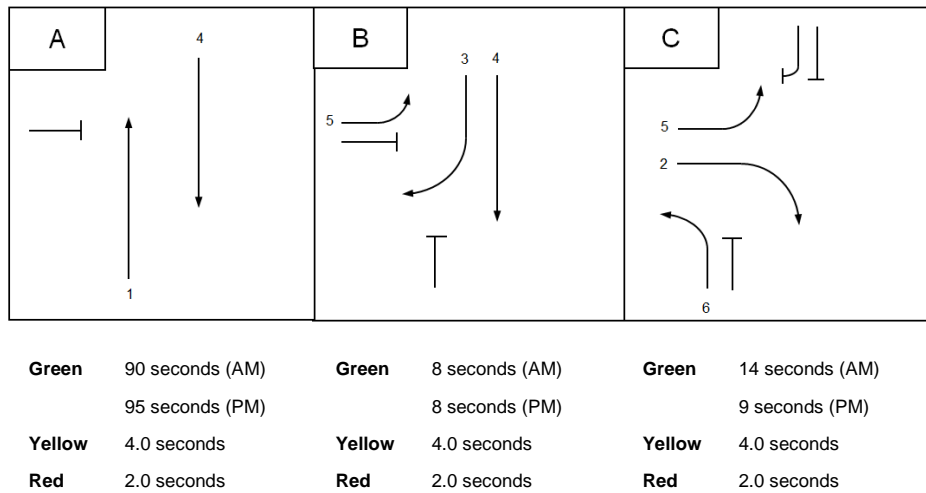 A
4
1
B
3 4
5
C
5
2
6
Green 90 seconds (AM) Green 8 seconds (AM) Green 14 seconds (AM)
95 seconds (PM) 8 seconds (PM) 9 seconds (PM)
Yellow 4.0 seconds Yellow 4.0 seconds Yellow 4.0 seconds
Red 2.0 seconds Red 2.0 seconds Red 2.0 seconds